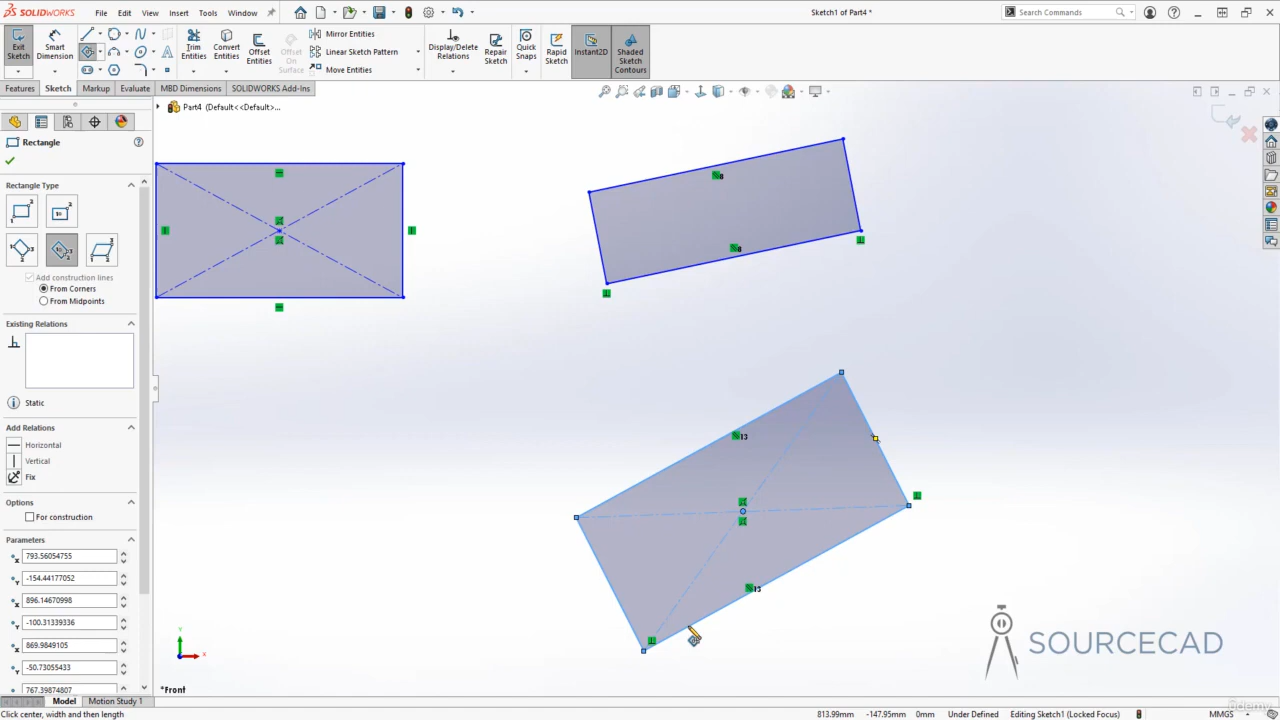 SOLIDWORKS
File
Edit
View
Insert
Tools
Window
Sketch1 of Part4 *
Search Commands
Exit
Sketch
Smart
Dimension
Trim
Entities
Convert
Entities
Offset
Entities
Offset
On
Surface
Mirror Entities
Linear Sketch Pattern
Move Entities
Display/Delete
Relations
Repair
Sketch
Quick
Snaps
Rapid
Sketch
Instant2D
Shaded
Sketch
Contours
Features
Sketch
Markup
Evaluate
MBD Dimensions
SOLIDWORKS Add-Ins
Part4 (Default<<Default>...
Rectangle
Rectangle Type
Add construction lines
From Corners
From Midpoints
Existing Relations
Static
Add Relations
Horizontal
Vertical
Fix
Options
For construction
Parameters
793.56054755
-154.44177052
896.14670998
-100.31339336
869.9849105
-50.73055433
767.39874807
8
8
13
13
Y
X
*Front
SOURCECAD
Model
Motion Study 1
ûdemy
Click center, width and then length
813.99mm
-147.95mm
0mm
Under Defined
Editing Sketch1 (Locked Focus)
MMGS